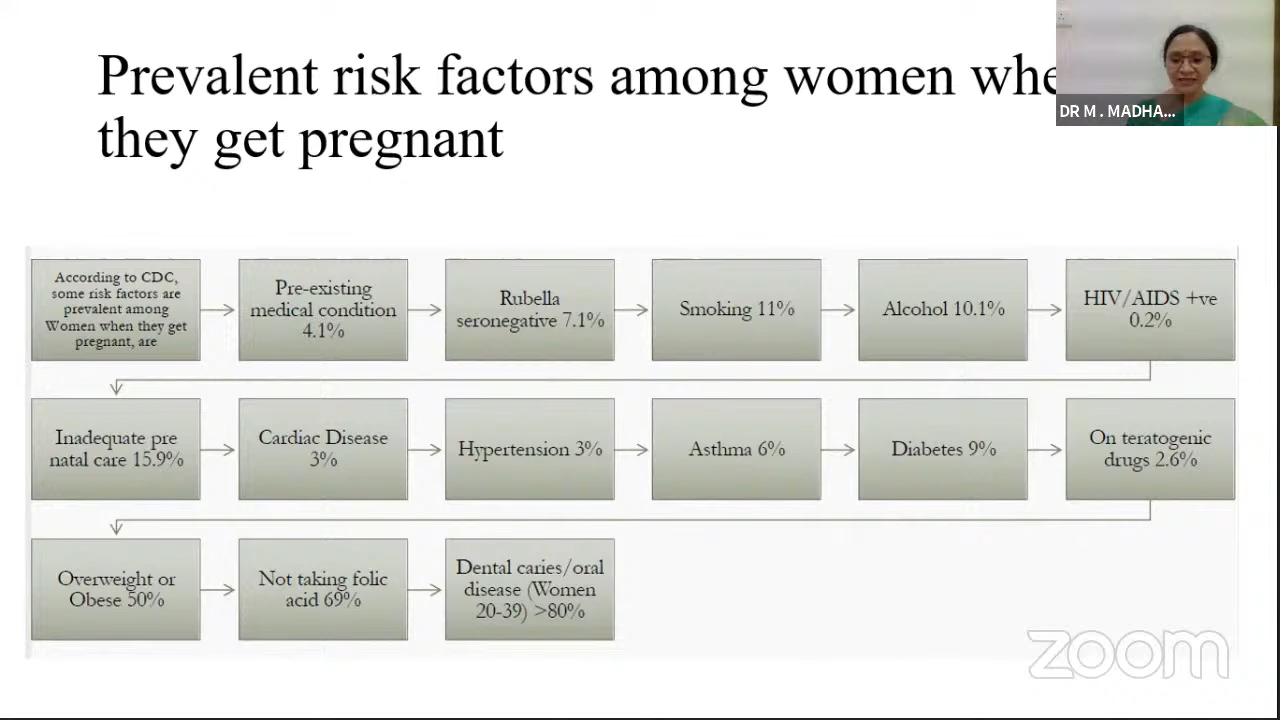 Prevalent risk factors among women whe
they get pregnant
DR M . MADHA...
According to CDC,
some risk factors are
prevalent among
Women when they get
pregnant, are
Pre-existing
medical condition
4.1%
Rubella
seronegative 7.1%
Smoking 11%
Alcohol 10.1%
HIV/AIDS +ve
0.2%
Inadequate pre
natal care 15.9%
Cardiac Disease
3%
Hypertension 3%
Asthma 6%
Diabetes 9%
On teratogenic
drugs 2.6%
Overweight or
Obese 50%
Not taking folic
acid 69%
Dental caries/oral
disease (Women
20-39) >80%
zoom